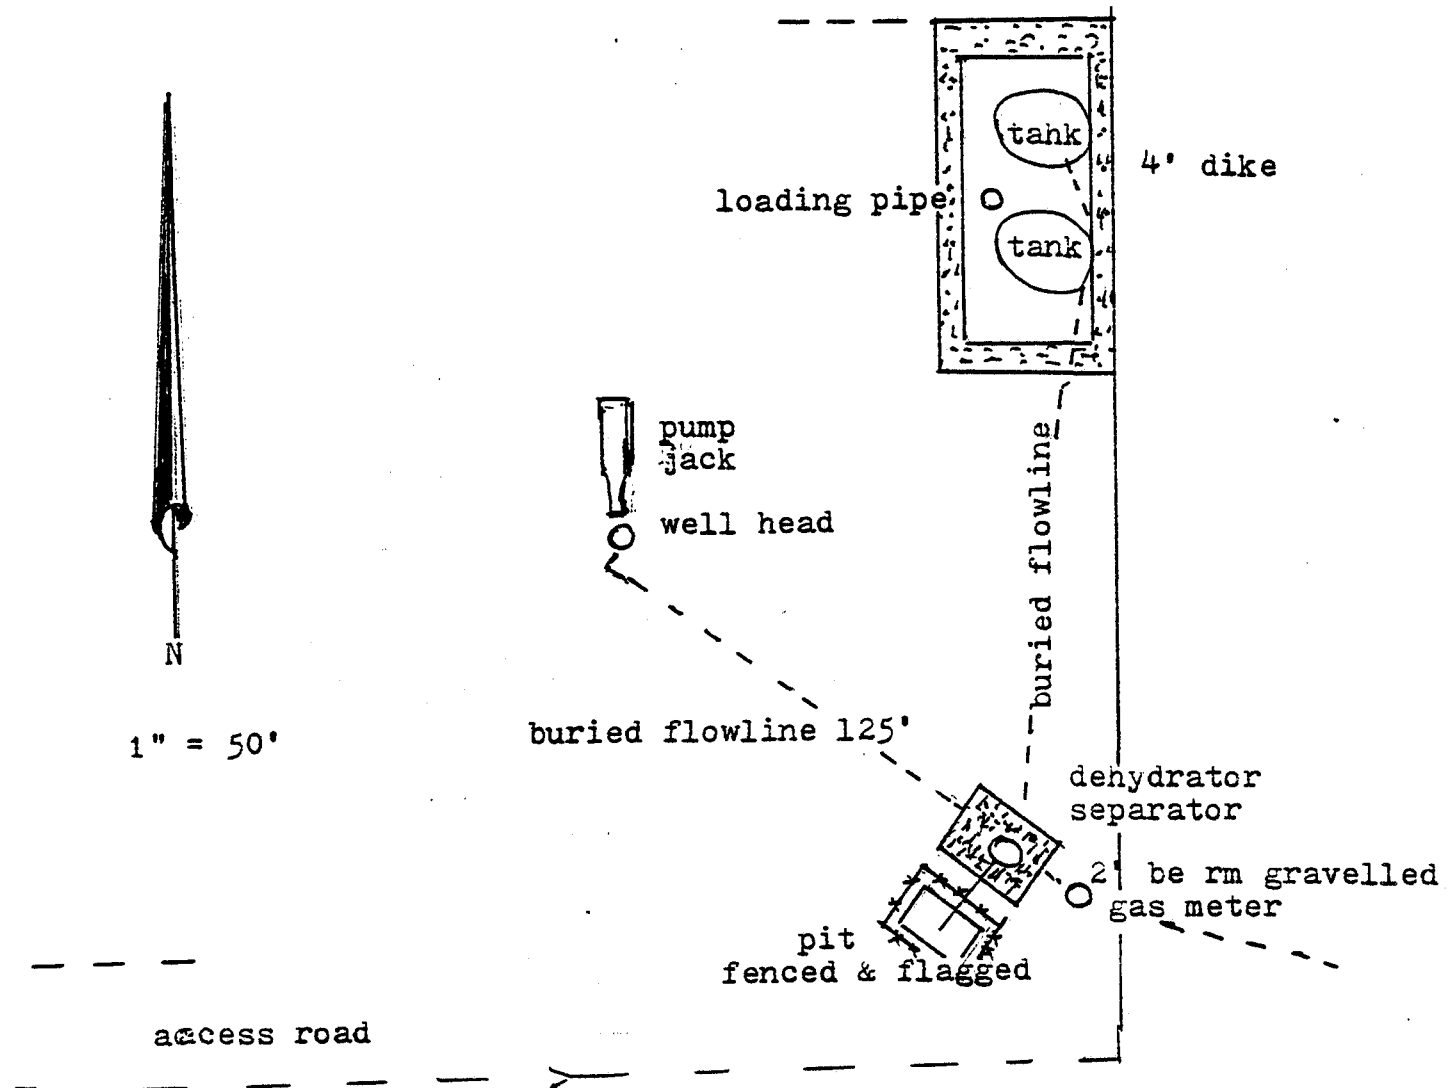 tahk
4' dike
loading pipe
tank
pump
jack
well head
buried flowline
N
1" = 50'
buried flowline 125'
dehydrator
separator
2' be rm gravelled
gas meter
pit
fenced & flagged
access road